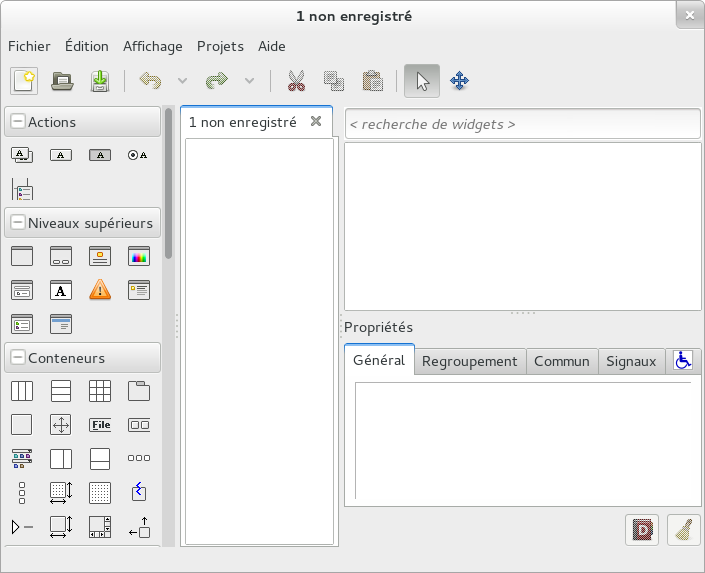 1 non enregistré
Fichier Édition Affichage Projets Aide
Actions
1 non enregistré
< recherche de widgets >
A A A
Niveaux supérieurs
A
Propriétés
Conteneurs
Général Regroupement Commun Signaux
File
D